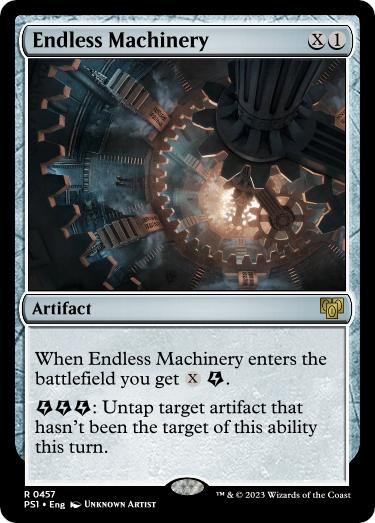 Endless Machinery X 1
Artifact
When Endless Machinery enters the
battlefield you get X .
: Untap target artifact that
hasn't been the target of this ability
this turn.
R 0457
PS1 • Eng Unknown Artist
™ & © 2023 Wizards of the Coast